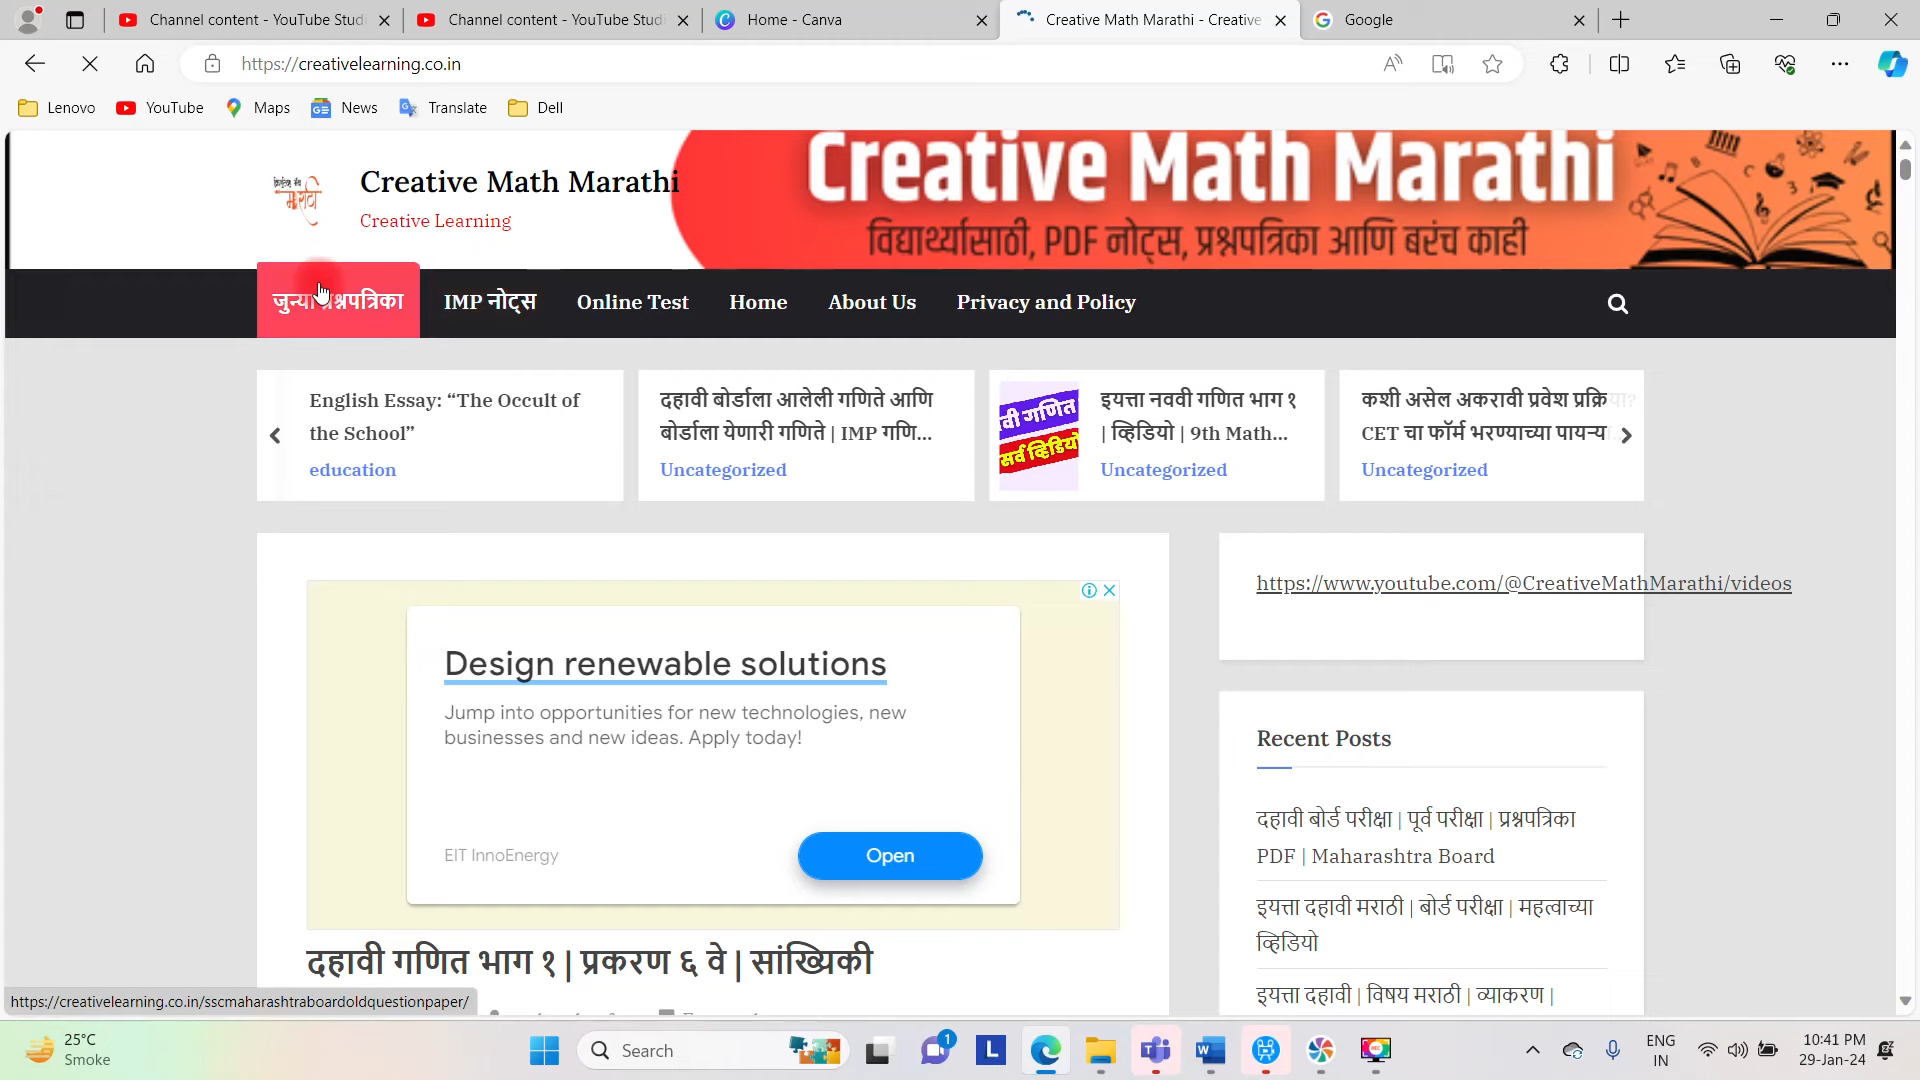 Channel content - YouTube Studi
Channel content - YouTube Studi
Home - Canva
Creative Math Marathi - Creative
Google
https://creativelearning.co.in
Lenovo
YouTube
Maps
News
Translate
Dell
Creative Math Marathi
Creative Learning
Creative Math Marathi
विद्यार्थ्यासाठी, PDF नोट्स, प्रश्नपत्रिका आणि बरंच काही
जुन्या प्रश्नपत्रिका
IMP नोट्स
Online Test
Home
About Us
Privacy and Policy
English Essay: “The Occult of
the School”
education
दहावी बोर्डाला आलेली गणिते आणि
बोर्डाला येणारी गणिते | IMP गणि...
Uncategorized
वी गणित
सर्व व्हिडियो
इयत्ता नववी गणित भाग १
| व्हिडियो | 9th Math...
Uncategorized
कशी असेल अकरावी प्रवेश प्रक्रिया?
CET चा फॉर्म भरण्याच्या पायऱ्या
Uncategorized
Design renewable solutions
Jump into opportunities for new technologies, new
businesses and new ideas. Apply today!
EIT InnoEnergy
Open
दहावी गणित भाग १ | प्रकरण ६ वे | सांख्यिकी
https://www.youtube.com/@CreativeMathMarathi/videos
Recent Posts
दहावी बोर्ड परीक्षा | पूर्व परीक्षा | प्रश्नपत्रिका
PDF | Maharashtra Board
इयत्ता दहावी मराठी | बोर्ड परीक्षा | महत्वाच्या
व्हिडियो
इयत्ता दहावी | विषय मराठी | व्याकरण |
https://creativelearning.co.in/sscmaharashtraboardoldquestionpaper/
25°C
Smoke
Search
1
ENG
IN
10:41 PM
29-Jan-24